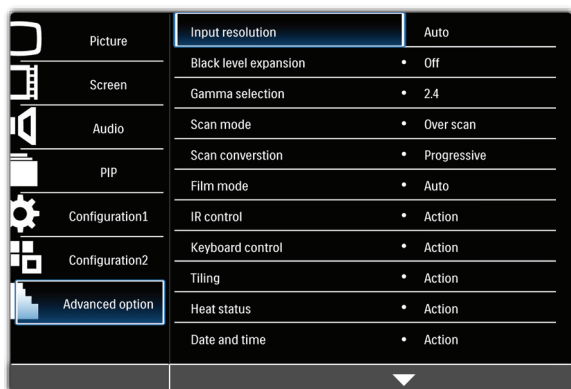 Picture
Screen
Audio
PIP
Configuration1
Configuration2
Advanced option
Input resolution Auto
Black level expansion • Off
Gamma selection • 2.4
Scan mode • Over scan
Scan converstion • Progressive
Film mode • Auto
IR control • Action
Keyboard control • Action
Tiling • Action
Heat status • Action
Date and time • Action